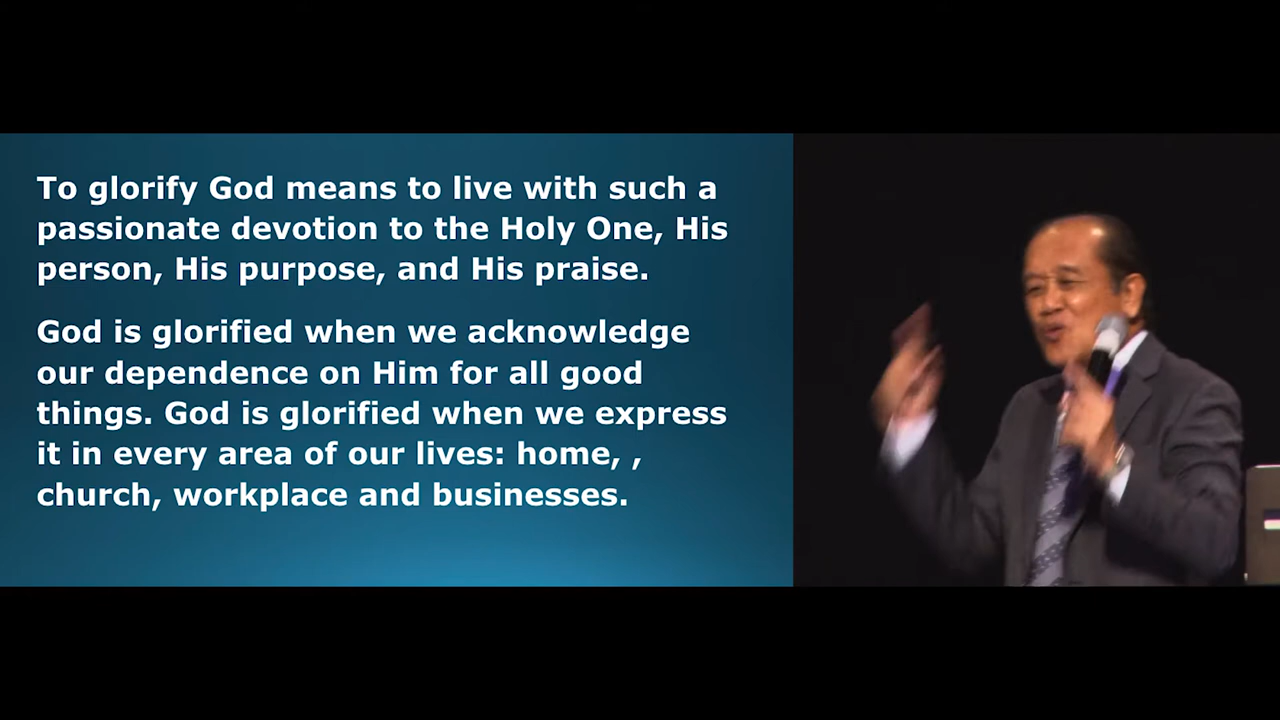 To glorify God means to live with such a
passionate devotion to the Holy One, His
person, His purpose, and His praise.
God is glorified when we acknowledge
our dependence on Him for all good
things. God is glorified when we express
it in every area of our lives: home, ,
church, workplace and businesses.